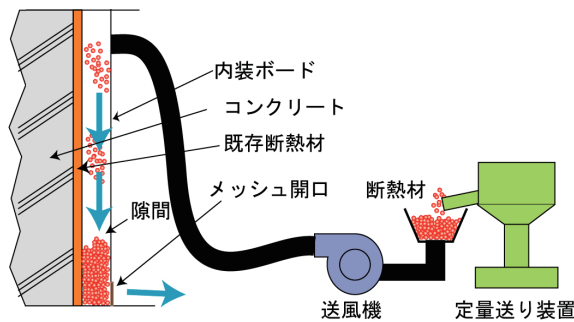 内装ボード
コンクリート
既存断熱材
メッシュ開口
断熱材
隙間
送風機
定量送り装置